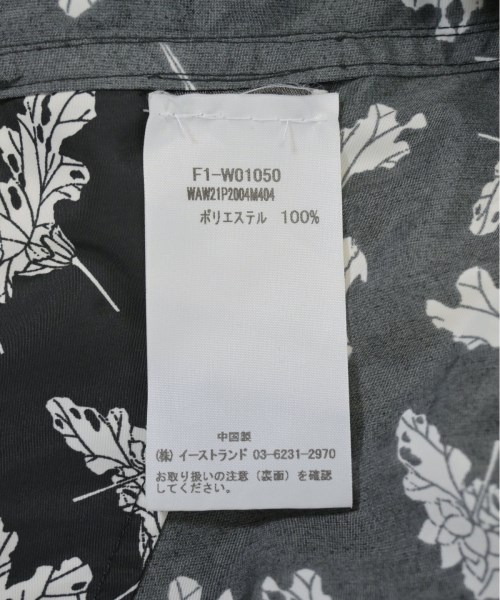 F1-W01050
WAW21P2004M404
ポリエステル 100%
中国製
(株) イーストランド 03-6231-2970
お取り扱いの注意（裏面）を確認
してください。